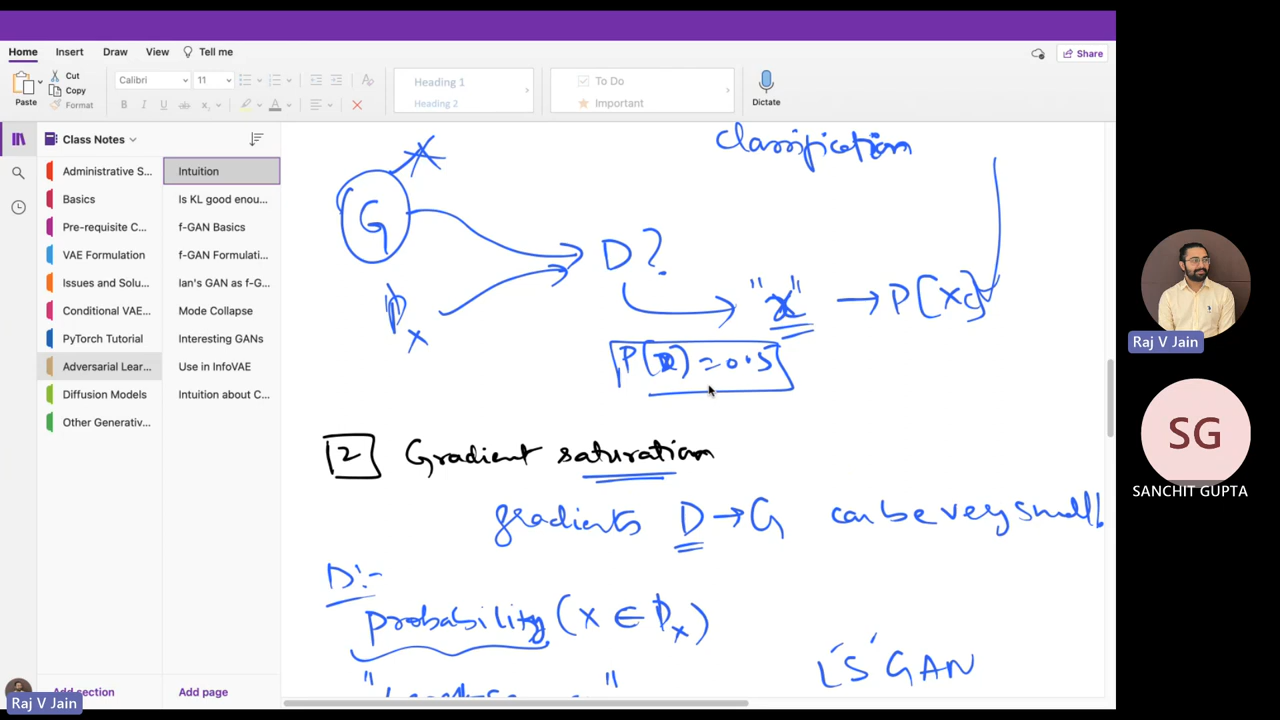 Home Insert Draw View Tell me
Share
Paste
Cut
Copy
Format
Calibri 11
B I U ab x A
Heading 1
Heading 2
To Do
Important
Dictate
Class Notes
Administrative S...
Basics
Pre-requisite C...
VAE Formulation
Issues and Solu...
Conditional VAE...
PyTorch Tutorial
Adversarial Lear...
Diffusion Models
Other Generativ...
Add section
Intuition
Is KL good enou...
f-GAN Basics
f-GAN Formulati...
Ian's GAN as f-G...
Mode Collapse
Interesting GANs
Use in InfoVAE
Intuition about C...
Add page
classification
G
D?
Px
"x" → P[Xc]
= 0.5
2 Gradient saturation
gradients D → G can be very small!
D:-
probability (x ∈ Px)
'LS' GAN
Raj V Jain
SG
SANCHIT GUPTA
Raj V Jain